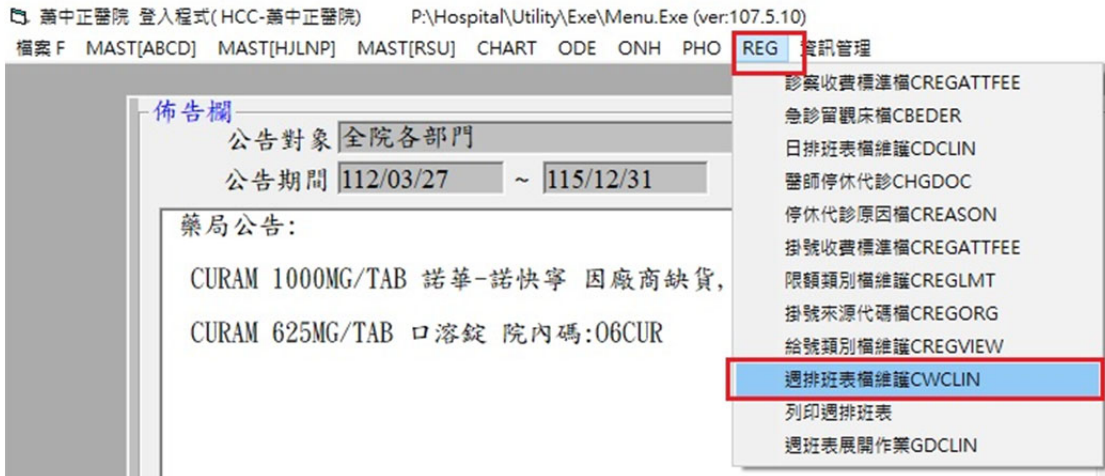 蕭中正醫院 登入程式( HCC-蕭中正醫院) P:\Hospital\Utility\Exe\Menu.Exe (ver:107.5.10)
檔案 F MAST[ABCD] MAST[HJLNP] MAST[RSU] CHART ODE ONH PHO REG 資訊管理
診察收費標準檔CREGATTFEE
急診留觀床檔CBEDER
日排班表檔維護CDCLIN
醫師停休代診CHGDOC
停休代診原因檔CREASON
掛號收費標準檔CREGATTFEE
限額類別檔維護CREGLMT
掛號來源代碼檔CREGORG
給號類別檔維護CREGVIEW
週排班表檔維護CWCLIN
列印週排班表
週班表展開作業GDCLIN
佈告欄
公告對象 全院各部門
公告期間 112/03/27 ~ 115/12/31
藥局公告:
CURAM 1000MG/TAB 諾華-諾快寧 因廠商缺貨,
CURAM 625MG/TAB 口溶錠 院內碼:O6CUR